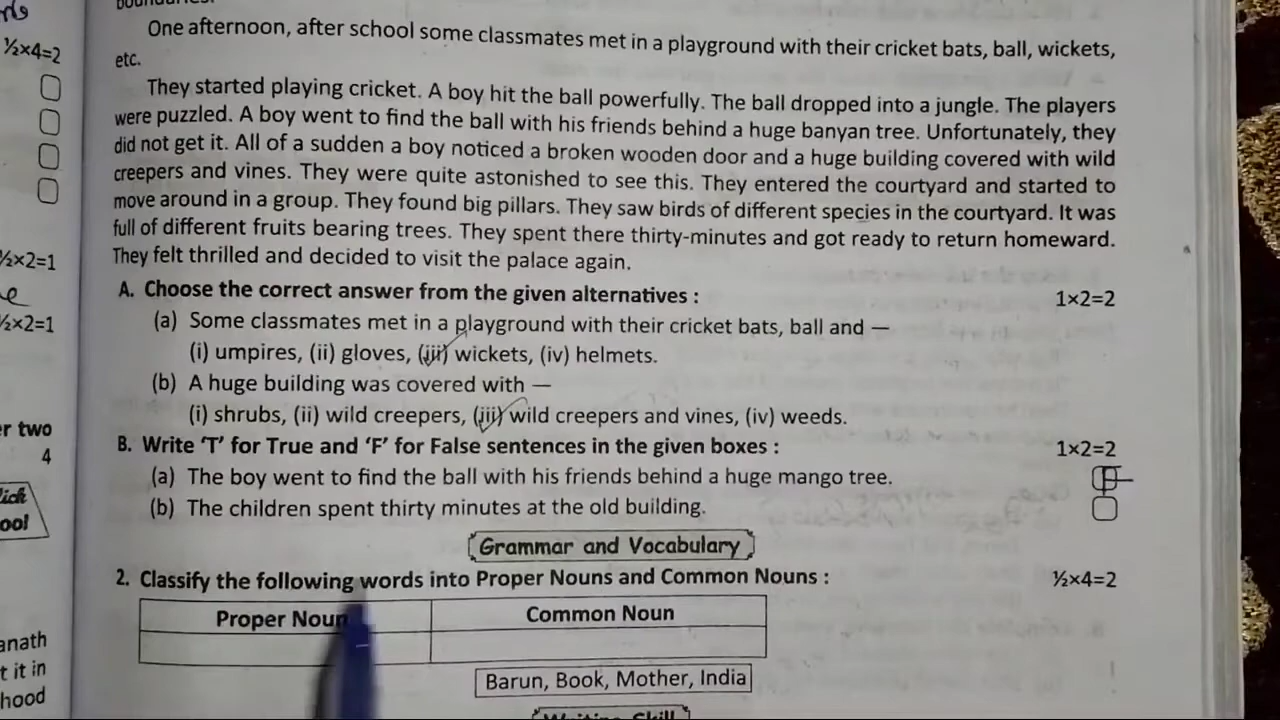 boundaries.
½×4=2
One afternoon, after school some classmates met in a playground with their cricket bats, ball, wickets,
etc.
They started playing cricket. A boy hit the ball powerfully. The ball dropped into a jungle. The players
were puzzled. A boy went to find the ball with his friends behind a huge banyan tree. Unfortunately, they
did not get it. All of a sudden a boy noticed a broken wooden door and a huge building covered with wild
creepers and vines. They were quite astonished to see this. They entered the courtyard and started to
move around in a group. They found big pillars. They saw birds of different species in the courtyard. It was
full of different fruits bearing trees. They spent there thirty-minutes and got ready to return homeward.
½×2=1
They felt thrilled and decided to visit the palace again.
A. Choose the correct answer from the given alternatives : 1×2=2
½×2=1
(a) Some classmates met in a playground with their cricket bats, ball and —
(i) umpires, (ii) gloves, (iii) wickets, (iv) helmets.
(b) A huge building was covered with —
(i) shrubs, (ii) wild creepers, (iii) wild creepers and vines, (iv) weeds.
er two
4
B. Write 'T' for True and 'F' for False sentences in the given boxes : 1×2=2
(a) The boy went to find the ball with his friends behind a huge mango tree. F
(b) The children spent thirty minutes at the old building.
ool
Grammar and Vocabulary
2. Classify the following words into Proper Nouns and Common Nouns : ½×4=2
Proper Noun Common Noun
anath
t it in
hood
Barun, Book, Mother, India
Writing Skill